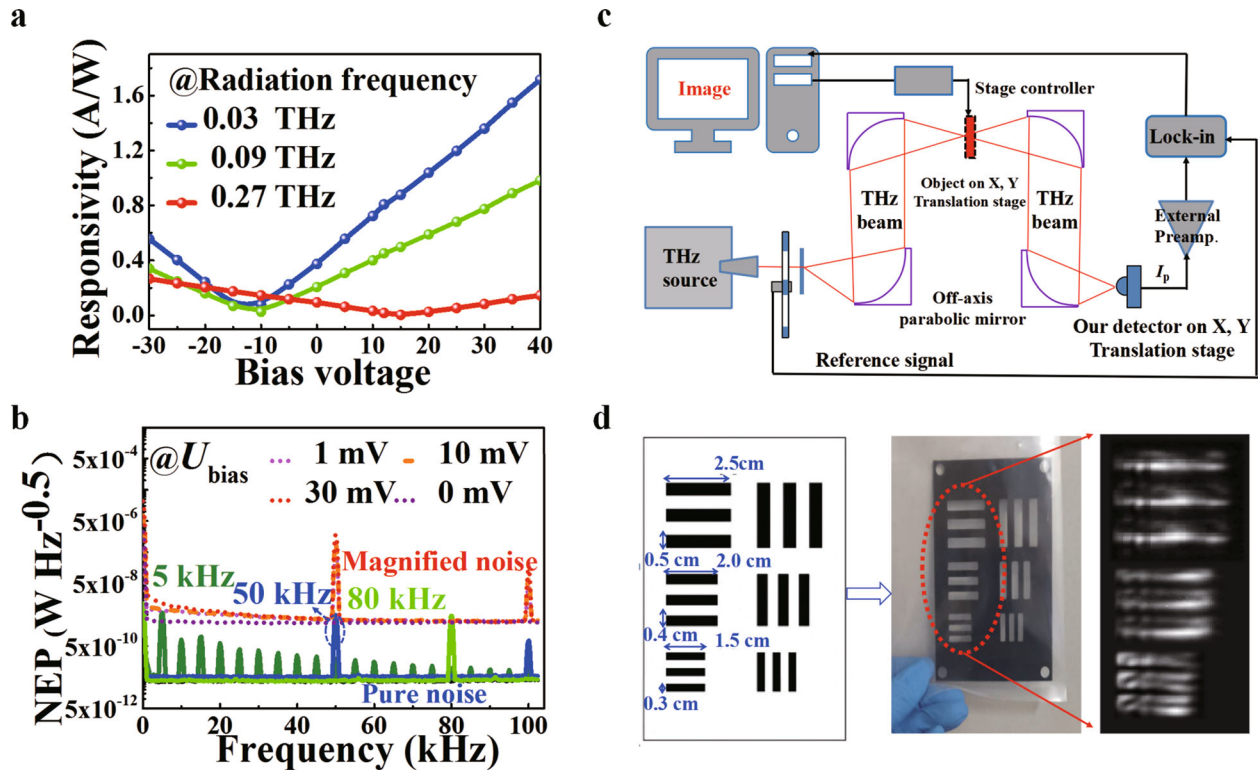 a
Responsivity (A/W)
1.6
1.2
0.8
0.4
0.0
@Radiation frequency
0.03 THz
0.09 THz
0.27 THz
-30 -20 -10 0 10 20 30 40
Bias voltage
b
NEP (W Hz-0.5)
5x10-4
5x10-6
5x10-8
5x10-10
5x10-12
@Ubias
1 mV
10 mV
30 mV
0 mV
Magnified noise
5 kHz
50 kHz
80 kHz
Pure noise
0 20 40 60 80 100
Frequency (kHz)
c
Image
Stage controller
Lock-in
Object on X, Y
Translation stage
THz
beam
THz
beam
External
Preamp.
THz
source
Ip
Off-axis
parabolic mirror
Our detector on X, Y
Translation stage
Reference signal
d
2.5cm
0.5 cm
2.0 cm
0.4 cm
1.5 cm
0.3 cm